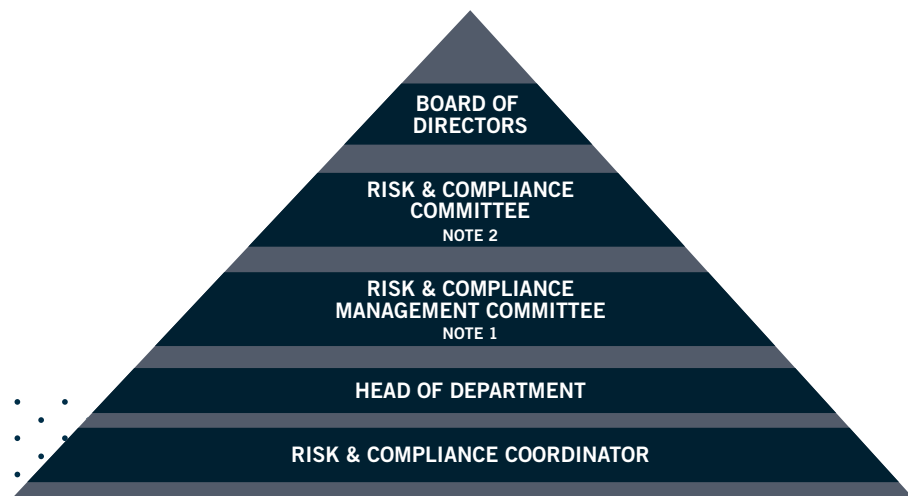 BOARD OF
DIRECTORS
RISK & COMPLIANCE
COMMITTEE
NOTE 2
RISK & COMPLIANCE
MANAGEMENT COMMITTEE
NOTE 1
HEAD OF DEPARTMENT
RISK & COMPLIANCE COORDINATOR